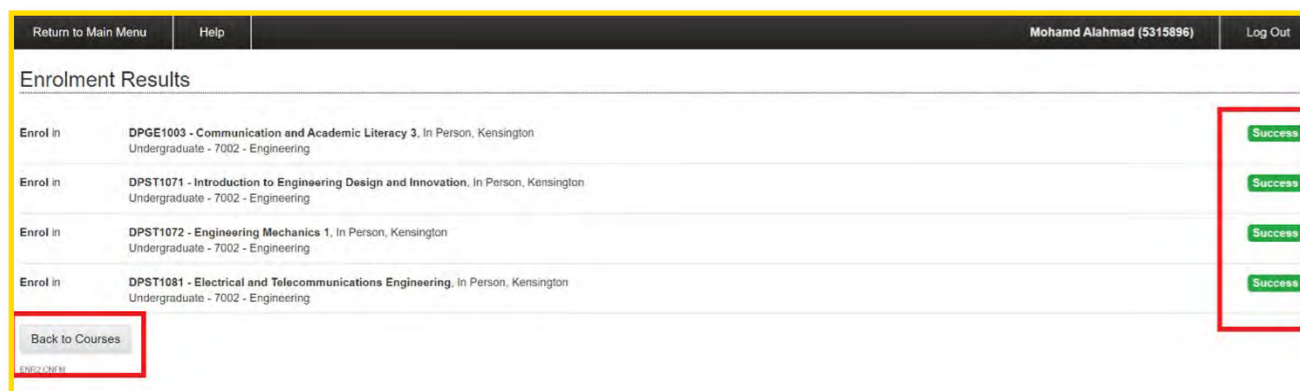 Return to Main Menu Help Mohamd Alahmad (5315896) Log Out
Enrolment Results
Enrol in DPGE1003 - Communication and Academic Literacy 3, In Person, Kensington Success
Undergraduate - 7002 - Engineering
Enrol in DPST1071 - Introduction to Engineering Design and Innovation, In Person, Kensington Success
Undergraduate - 7002 - Engineering
Enrol in DPST1072 - Engineering Mechanics 1, In Person, Kensington Success
Undergraduate - 7002 - Engineering
Enrol in DPST1081 - Electrical and Telecommunications Engineering, In Person, Kensington Success
Undergraduate - 7002 - Engineering
Back to Courses
ENR2.CNFM